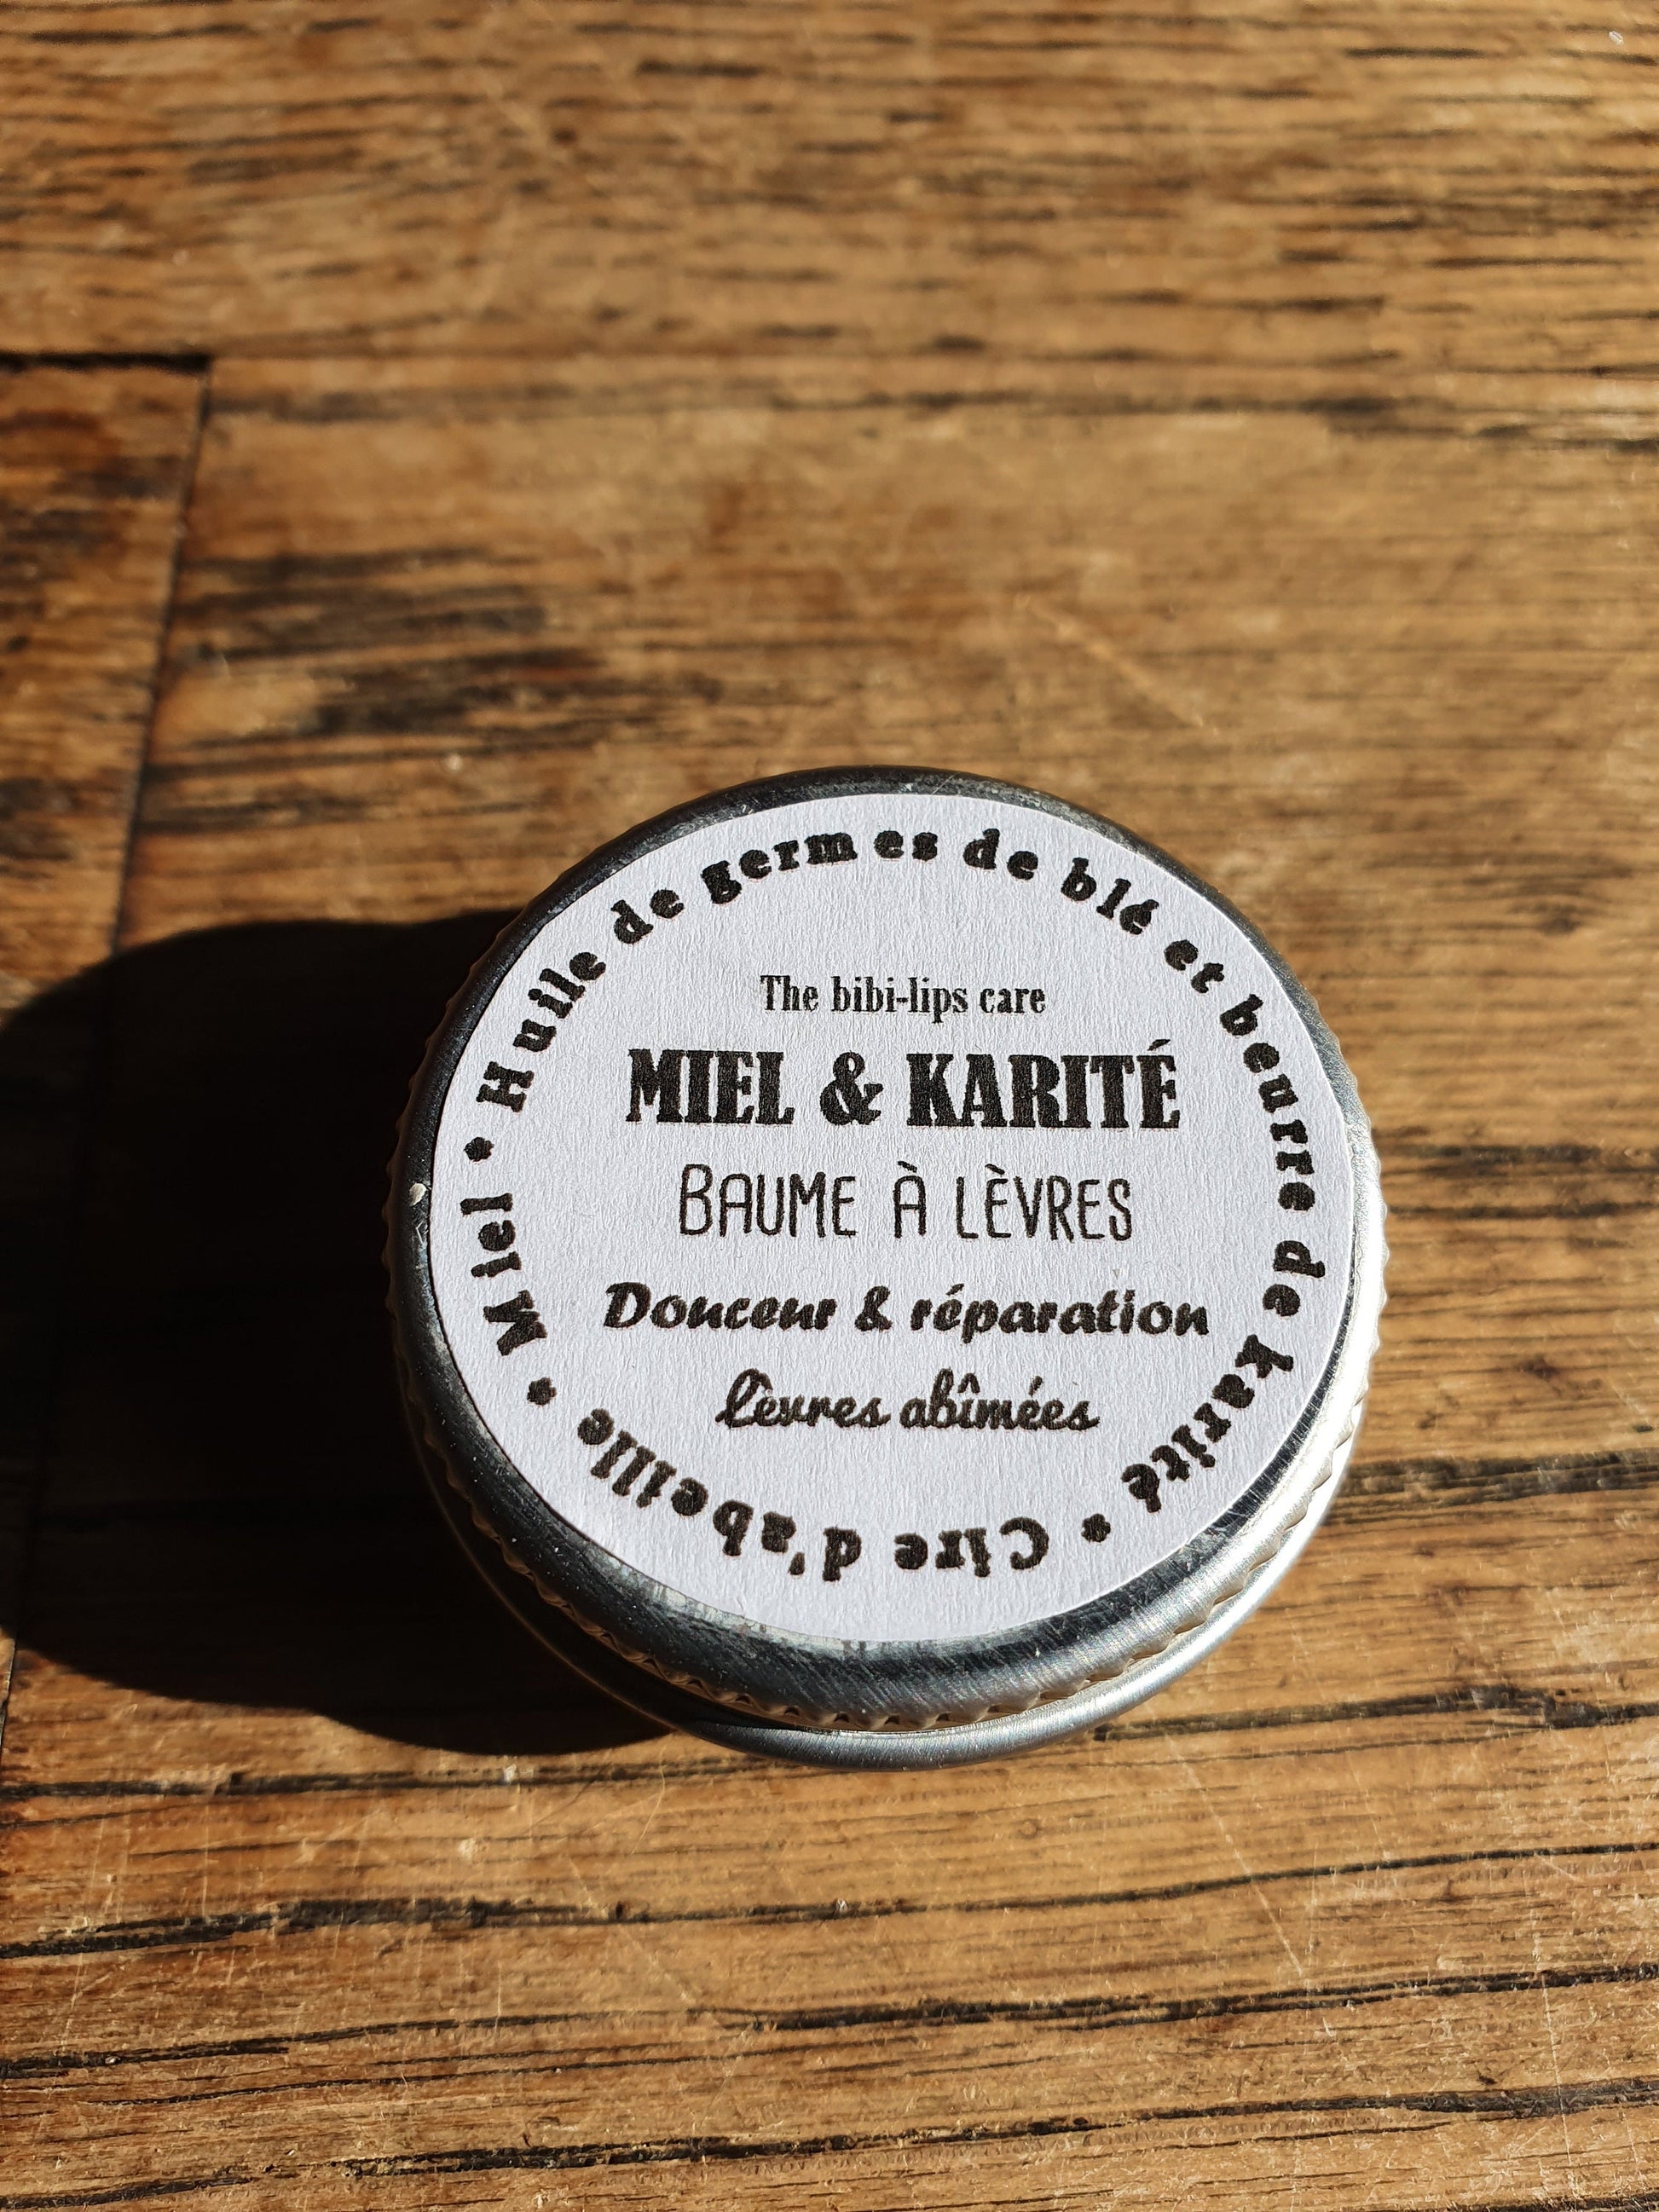 The bibi-lips care
MIEL & KARITÉ
BAUME À LÈVRES
Douceur & réparation
lèvres abîmées
Huile de germes de blé et beurre de karité • Cire d'abeille • Miel •